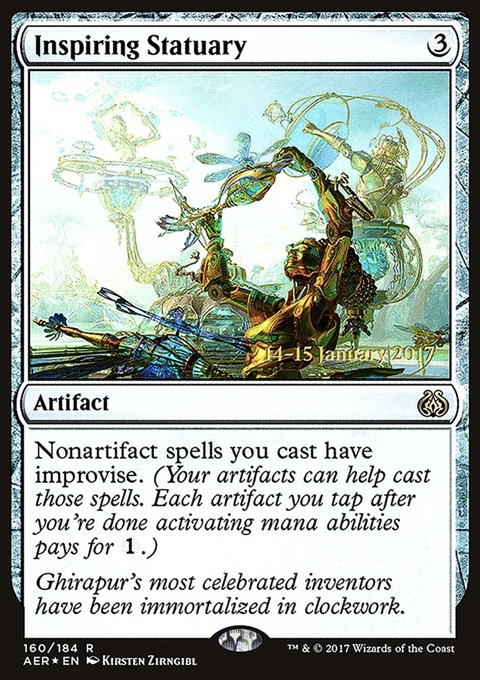 Inspiring Statuary 3
14-15 January 2017
Artifact
Nonartifact spells you cast have
improvise. (Your artifacts can help cast
those spells. Each artifact you tap after
you're done activating mana abilities
pays for 1.)
Ghirapur's most celebrated inventors
have been immortalized in clockwork.
160/184 R
™ & © 2017 Wizards of the Coast
AER★EN Kirsten Zirngibl